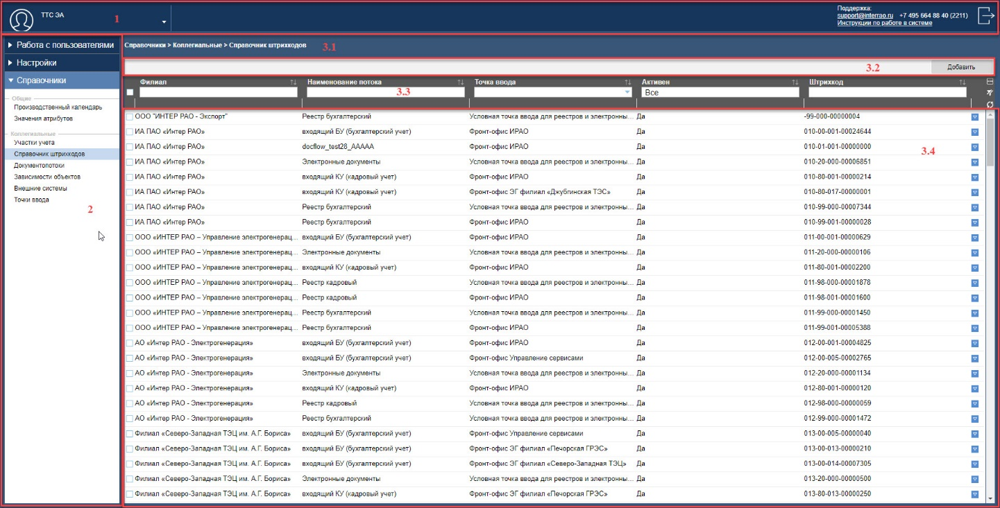 ТТС ЭА
1
Поддержка:
support@interrao.ru +7 495 664 88 40 (2211)
Инструкции по работе в системе
Работа с пользователями
Настройки
Справочники
Общие
Производственный календарь
Значения атрибутов
Коллегиальные
Участки учета
Справочник штрихкодов
Документопотоки
Зависимости объектов
Внешние системы
Точки ввода
2
Справочники > Коллегиальные > Справочник штрихкодов 3.1
3.2 Добавить
Филиал Наименование потока Точка ввода Активен Штрихкод
3.3 Все
ООО "ИНТЕР РАО - Экспорт" Реестр бухгалтерский Условная точка ввода для реестров и электронны... Да -99-000-00000004
ИА ПАО «Интер РАО» входящий БУ (бухгалтерский учет) Фронт-офис ИРАО Да 010-00-001-00024644
ИА ПАО «Интер РАО» docflow_test28_AAAAA Фронт-офис ИРАО Да 010-01-001-00000000
3.4
ИА ПАО «Интер РАО» Электронные документы Условная точка ввода для реестров и электронны... Да 010-20-000-00006851
ИА ПАО «Интер РАО» входящий КУ (кадровый учет) Фронт-офис ИРАО Да 010-80-001-00000214
ИА ПАО «Интер РАО» входящий КУ (кадровый учет) Фронт-офис ЭГ филиал «Джубгинская ТЭС» Да 010-80-017-00000001
ИА ПАО «Интер РАО» Реестр бухгалтерский Условная точка ввода для реестров и электронны... Да 010-99-000-00007344
ИА ПАО «Интер РАО» Реестр бухгалтерский Фронт-офис ИРАО Да 010-99-001-00000028
ООО «ИНТЕР РАО – Управление электрогенерац... входящий БУ (бухгалтерский учет) Фронт-офис ИРАО Да 011-00-001-00000629
ООО «ИНТЕР РАО – Управление электрогенерац... Электронные документы Условная точка ввода для реестров и электронны... Да 011-20-000-00000106
ООО «ИНТЕР РАО – Управление электрогенерац... входящий КУ (кадровый учет) Фронт-офис ИРАО Да 011-80-001-00002200
ООО «ИНТЕР РАО – Управление электрогенерац... Реестр кадровый Условная точка ввода для реестров и электронны... Да 011-98-000-00001878
ООО «ИНТЕР РАО – Управление электрогенерац... Реестр кадровый Фронт-офис ИРАО Да 011-98-001-00001600
ООО «ИНТЕР РАО – Управление электрогенерац... Реестр бухгалтерский Условная точка ввода для реестров и электронны... Да 011-99-000-00001450
ООО «ИНТЕР РАО – Управление электрогенерац... Реестр бухгалтерский Фронт-офис ИРАО Да 011-99-001-00005388
АО «Интер РАО - Электрогенерация» входящий БУ (бухгалтерский учет) Фронт-офис ИРАО Да 012-00-001-00004825
АО «Интер РАО - Электрогенерация» входящий БУ (бухгалтерский учет) Фронт-офис Управление сервисами Да 012-00-005-00002765
АО «Интер РАО - Электрогенерация» Электронные документы Условная точка ввода для реестров и электронны... Да 012-20-000-00001134
АО «Интер РАО - Электрогенерация» входящий КУ (кадровый учет) Фронт-офис ИРАО Да 012-80-001-00000120
АО «Интер РАО - Электрогенерация» Реестр кадровый Условная точка ввода для реестров и электронны... Да 012-98-000-00000059
АО «Интер РАО - Электрогенерация» Реестр бухгалтерский Условная точка ввода для реестров и электронны... Да 012-99-000-00001472
Филиал «Северо-Западная ТЭЦ им. А.Г. Бориса» входящий БУ (бухгалтерский учет) Фронт-офис Управление сервисами Да 013-00-005-00000040
Филиал «Северо-Западная ТЭЦ им. А.Г. Бориса» входящий БУ (бухгалтерский учет) Фронт-офис ЭГ филиал «Печорская ГРЭС» Да 013-00-013-00000210
Филиал «Северо-Западная ТЭЦ им. А.Г. Бориса» входящий БУ (бухгалтерский учет) Фронт-офис ЭГ филиал «Северо-Западная ТЭЦ» Да 013-00-014-00007305
Филиал «Северо-Западная ТЭЦ им. А.Г. Бориса» Электронные документы Условная точка ввода для реестров и электронны... Да 013-20-000-00000500
Филиал «Северо-Западная ТЭЦ им. А.Г. Бориса» входящий КУ (кадровый учет) Фронт-офис ЭГ филиал «Печорская ГРЭС» Да 013-80-013-00000250